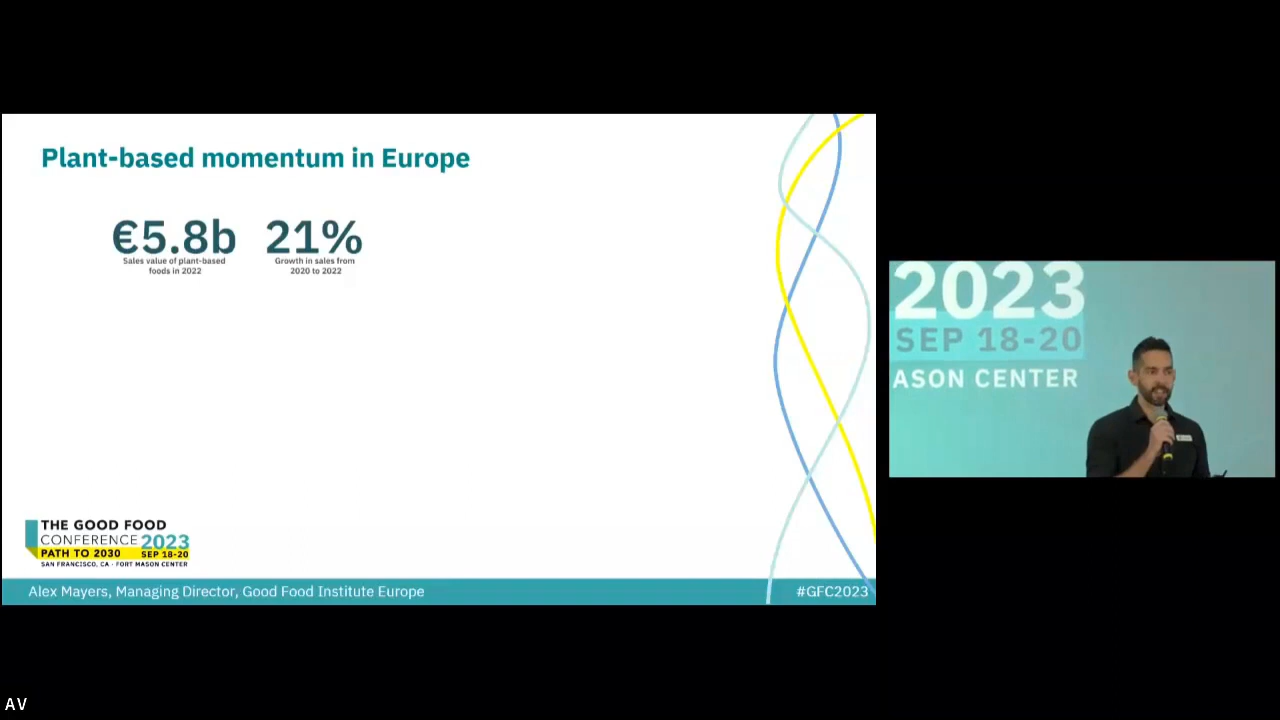 Plant-based momentum in Europe
€5.8b
Sales value of plant-based
foods in 2022
21%
Growth in sales from
2020 to 2022
THE GOOD FOOD
CONFERENCE 2023
PATH TO 2030 SEP 18-20
SAN FRANCISCO, CA · FORT MASON CENTER
Alex Mayers, Managing Director, Good Food Institute Europe
#GFC2023
2023
SEP 18-20
ASON CENTER
AV